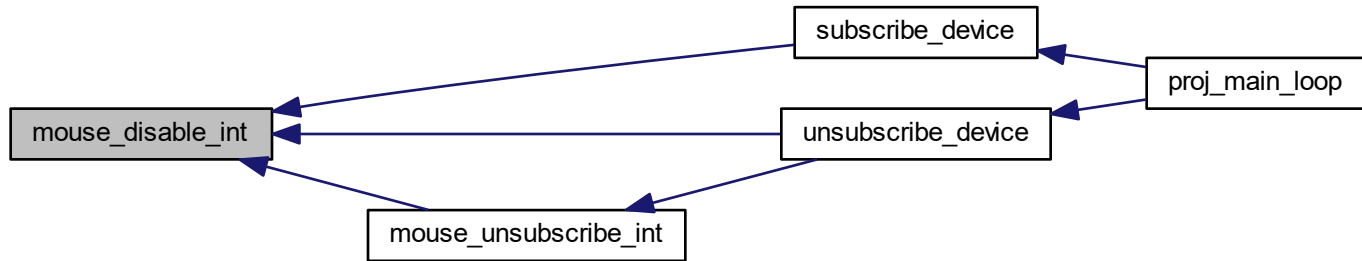 subscribe_device
proj_main_loop
mouse_disable_int
unsubscribe_device
mouse_unsubscribe_int